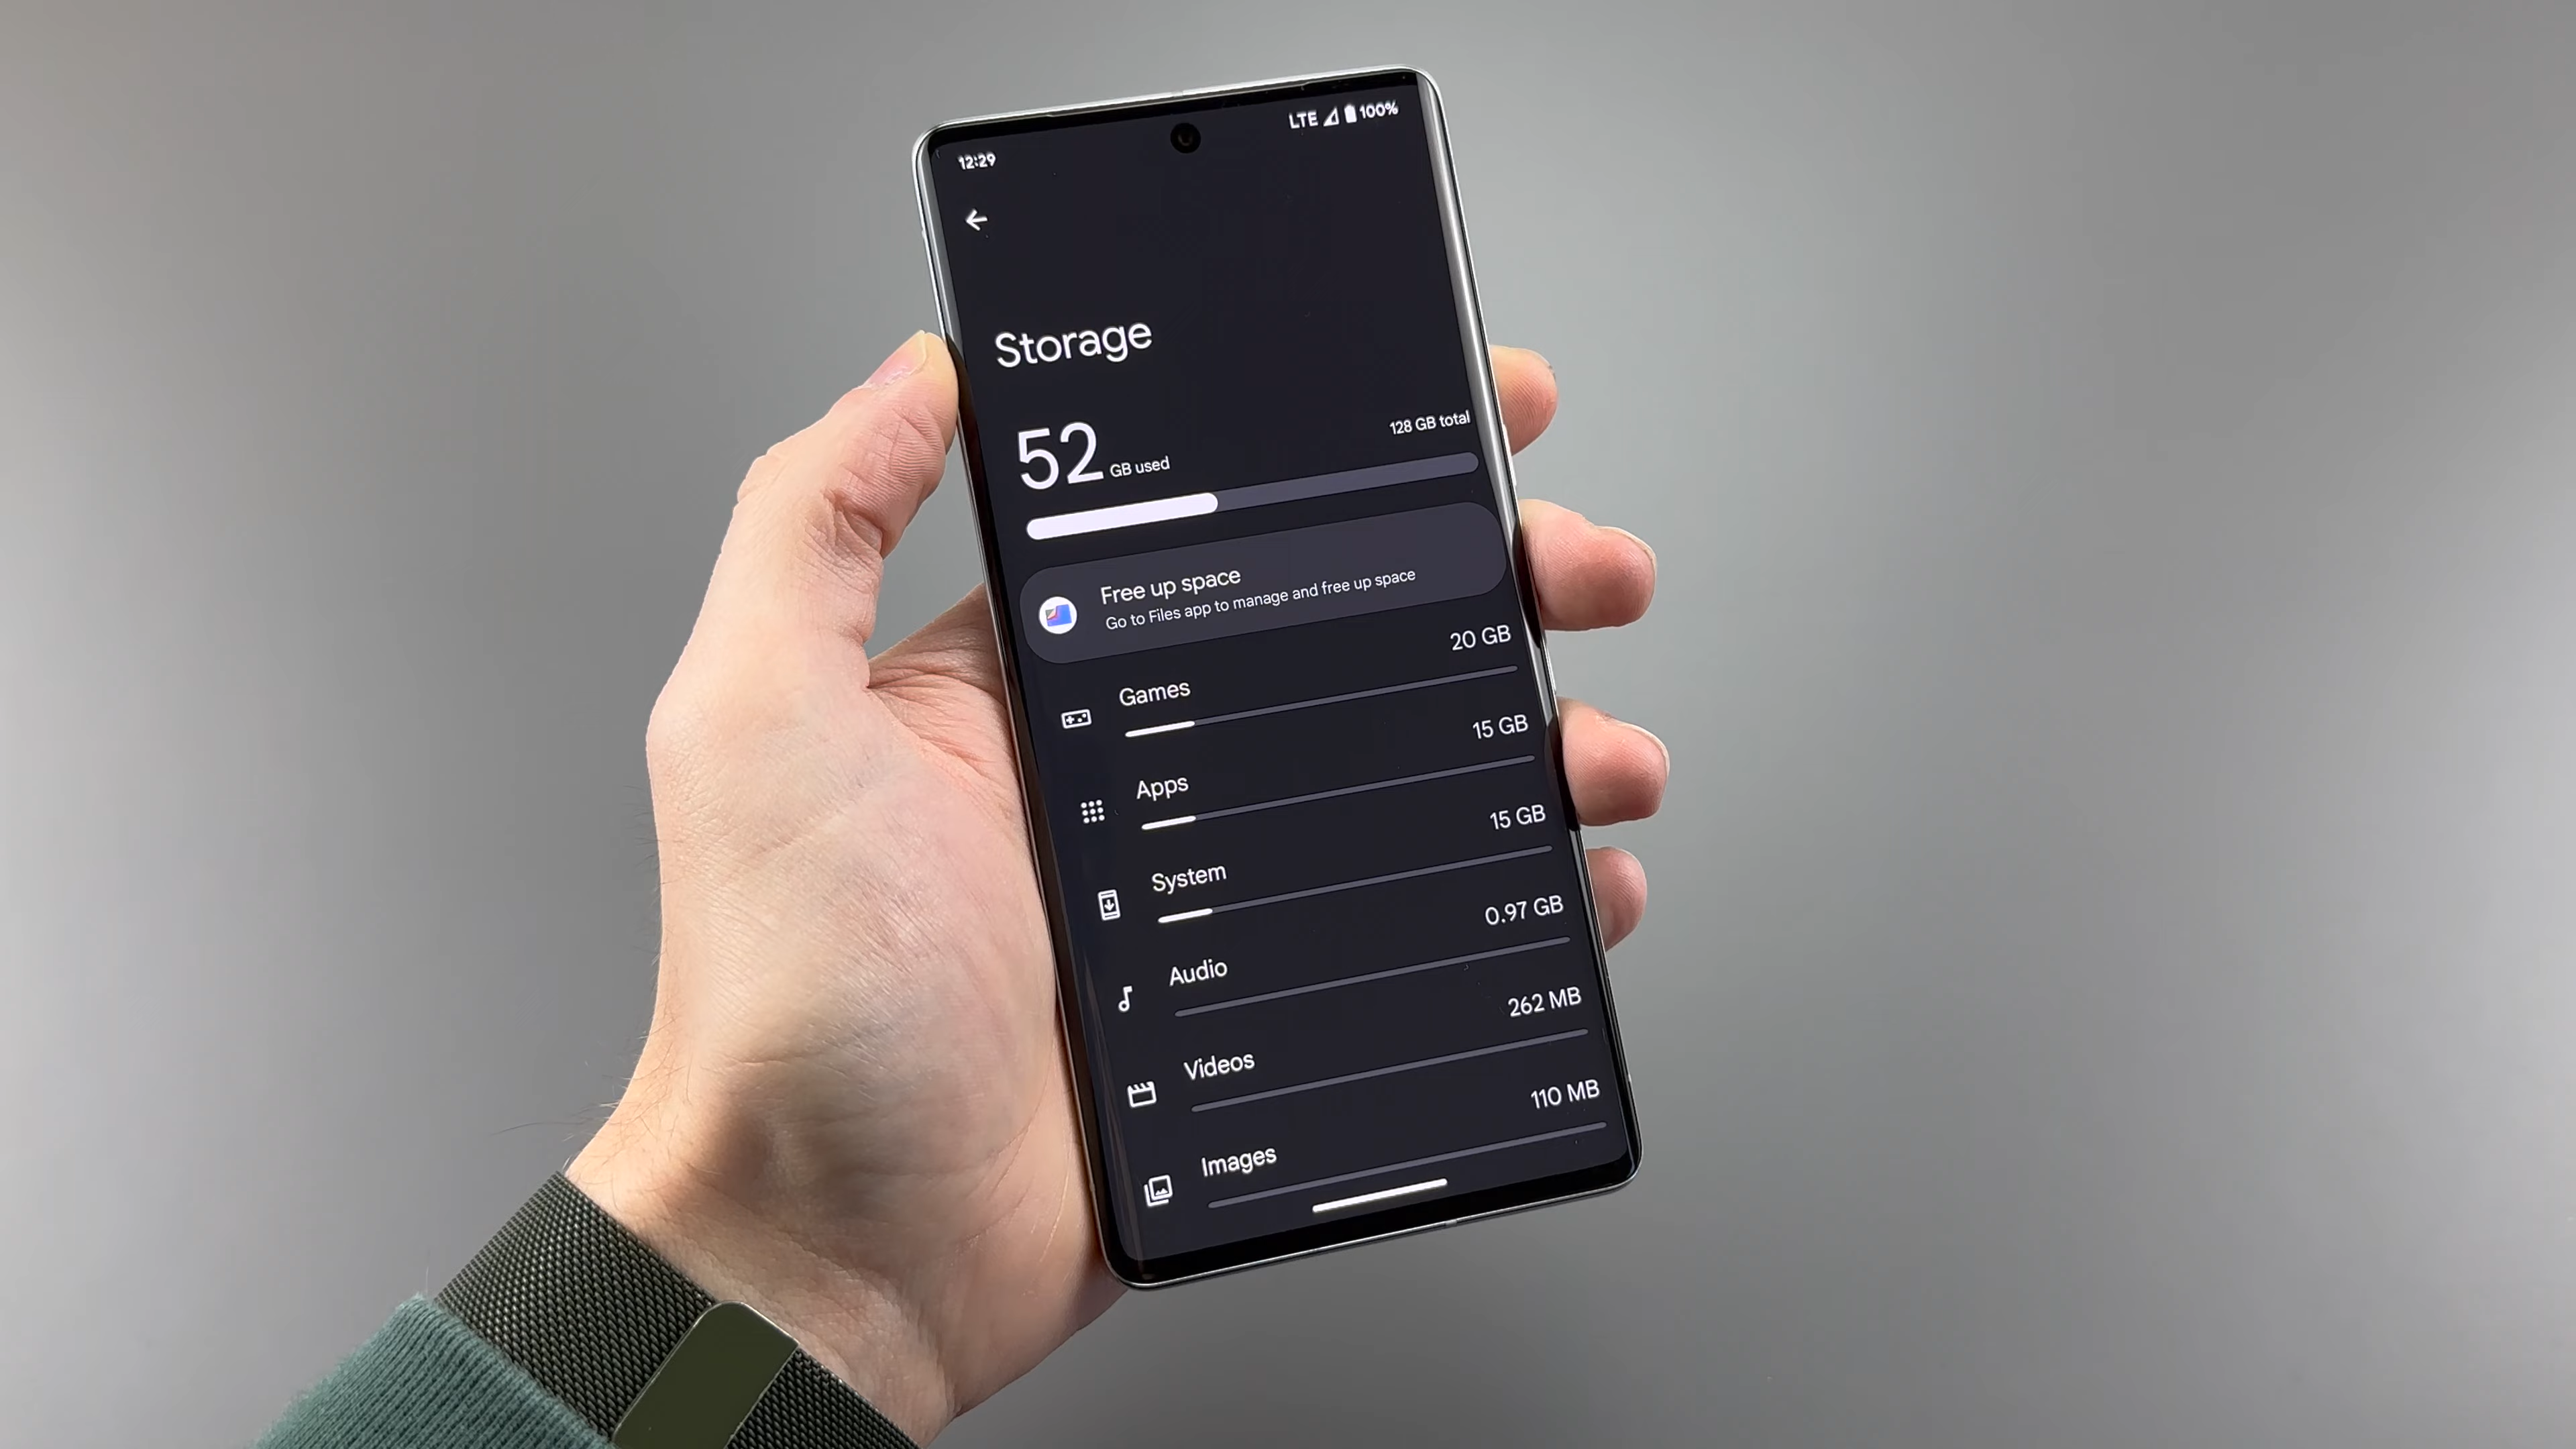 12:29
LTE 100%
Storage
52 GB used
128 GB total
Free up space
Go to Files app to manage and free up space
Games
20 GB
Apps
15 GB
System
15 GB
Audio
0.97 GB
Videos
262 MB
Images
110 MB